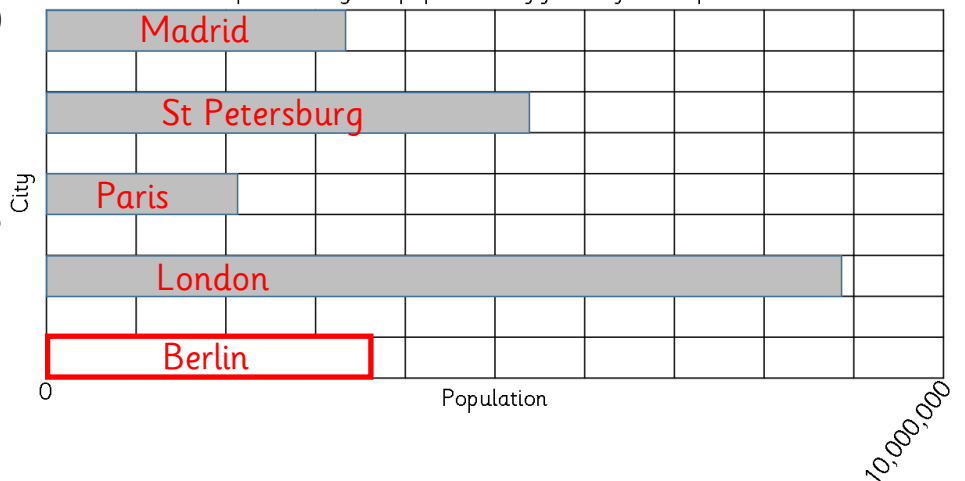 Madrid
St Petersburg
Paris
London
Berlin
City
0
Population
10,000,000